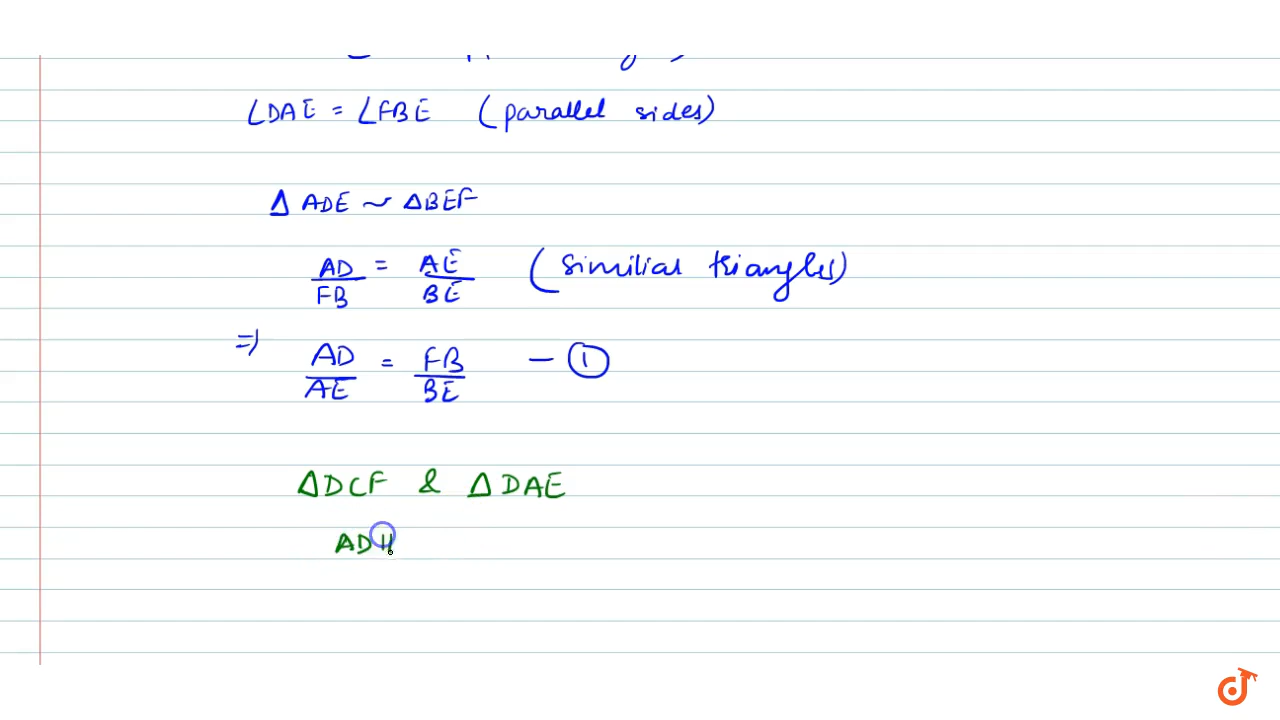 ∠DAE = ∠FBE (parallel sides)
Δ ADE ~ ΔBEF
AD/FB = AE/BE (similial triangles)
=) AD/AE = FB/BE — ①
ΔDCF & ΔDAE
AD ||